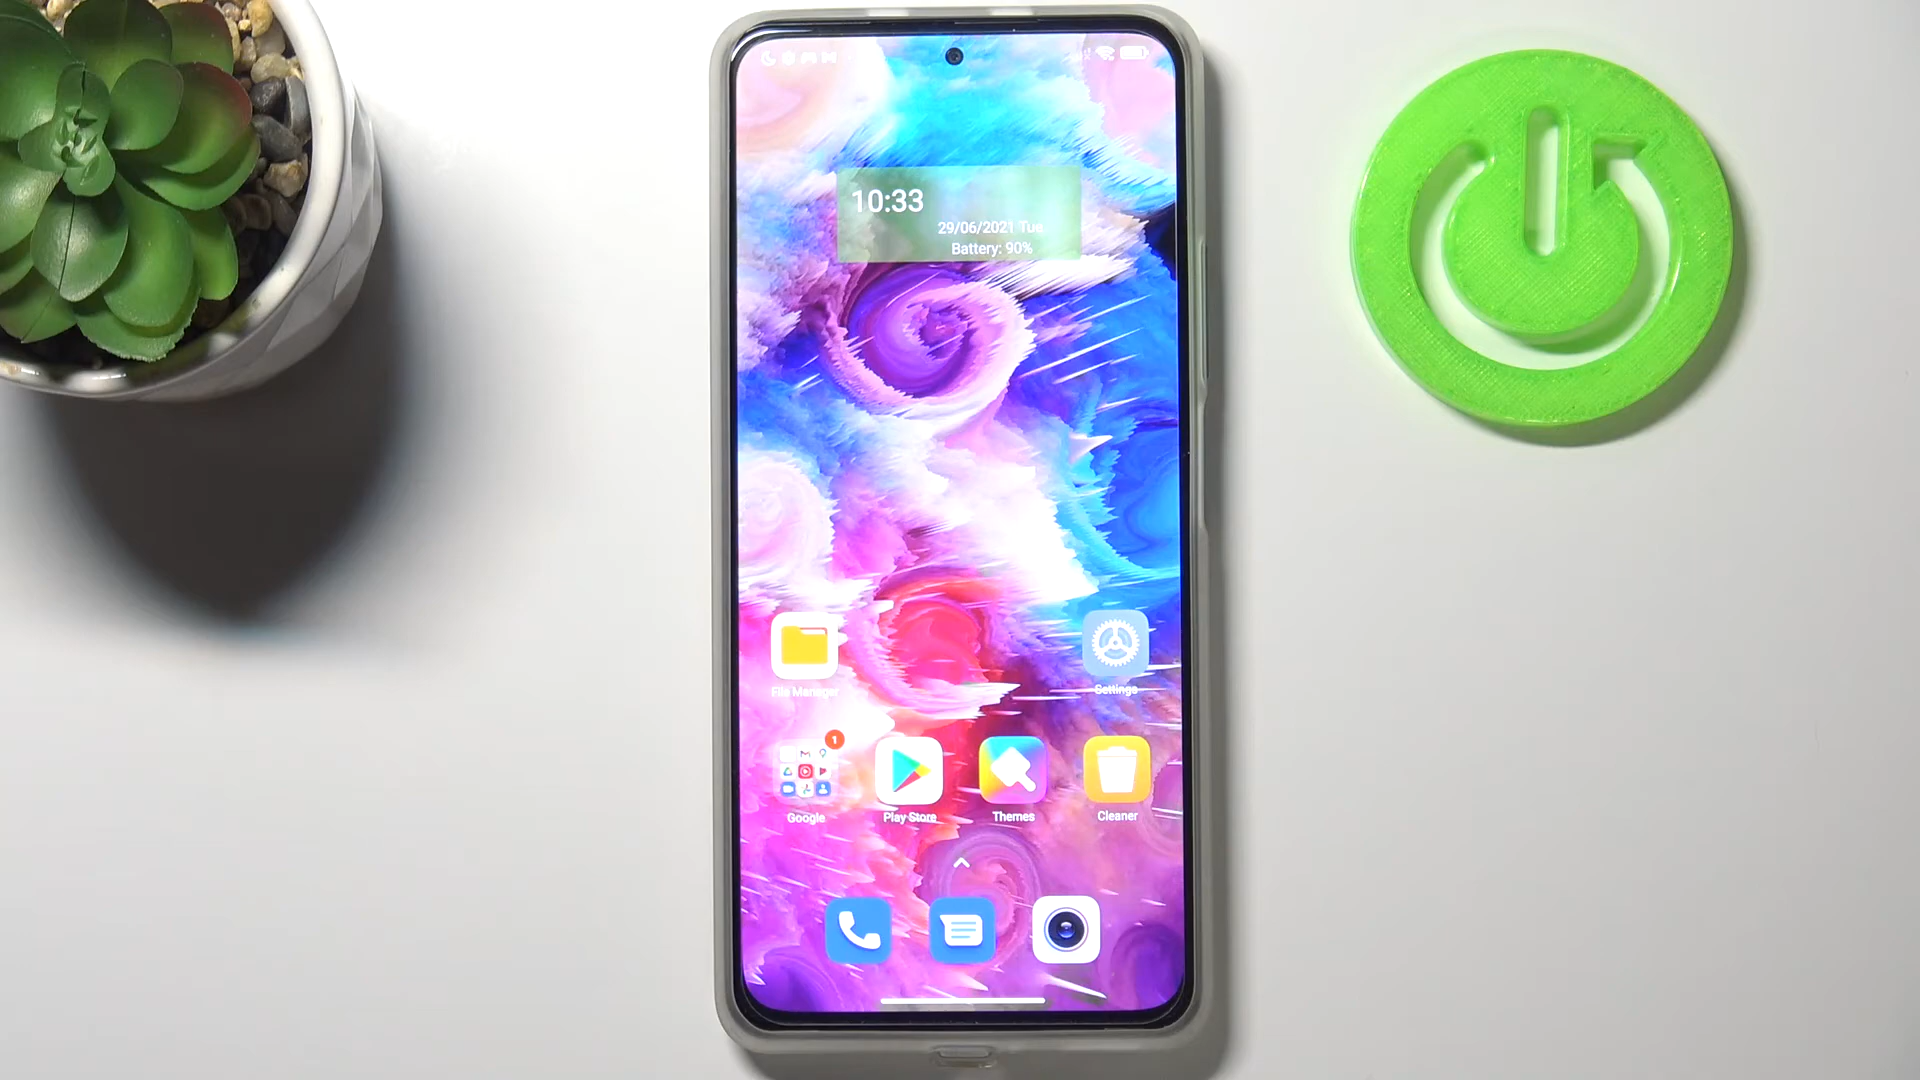 10:33
29/06/2021 Tue
Battery: 90%
File Manager
Settings
1
Google
Play Store
Themes
Cleaner